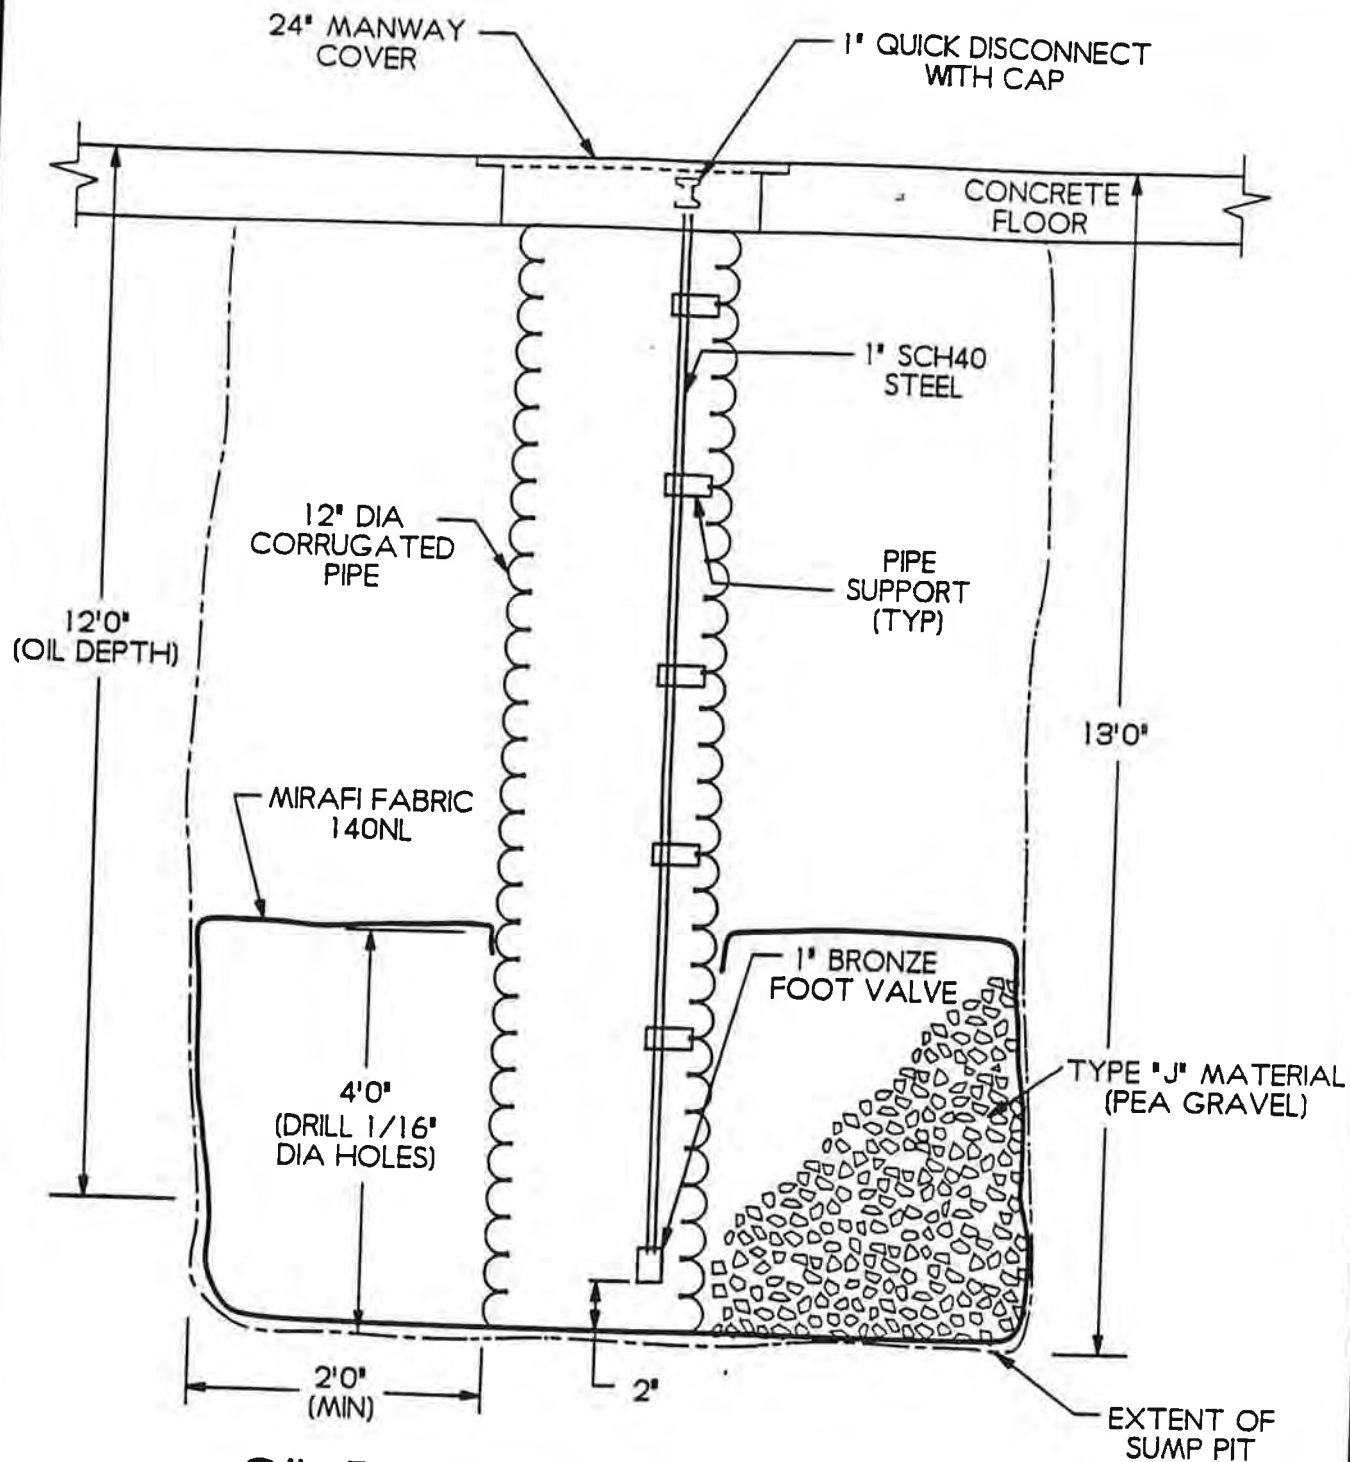 24" MANWAY
COVER
1" QUICK DISCONNECT
WITH CAP
CONCRETE
FLOOR
1" SCH40
STEEL
12" DIA
CORRUGATED
PIPE
PIPE
SUPPORT
(TYP)
12'0"
(OIL DEPTH)
13'0"
MIRAFI FABRIC
140NL
1" BRONZE
FOOT VALVE
TYPE "J" MATERIAL
(PEA GRAVEL)
4'0"
(DRILL 1/16"
DIA HOLES)
2'0"
(MIN)
2"
EXTENT OF
SUMP PIT